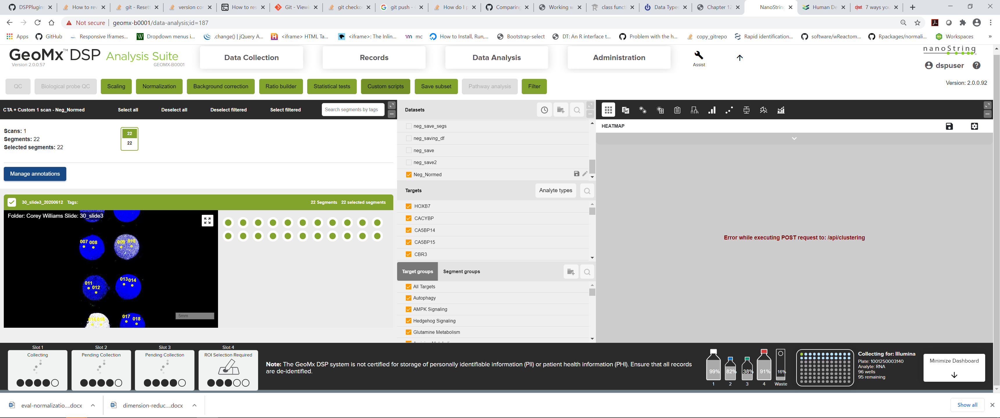 DSPPlugin
How to rev
git - Reset
version co
How to res
Git - Viewi
git checko
git push -
How do I p
Comparing
Working w
class funct
Data Type
Chapter 12
NanoString
Human De
cnet 7 ways you
Not secure geomx-b0001/data-analysis;id=187
Apps
GitHub
Responsive Iframes...
Dropdown menus i...
.change() | jQuery A...
<iframe> HTML Ta...
<iframe>: The Inlin...
mc
How to Install, Run,...
Bootstrap-select
DT: An R interface t...
Problem with the h...
copy_gitrepo
Rapid identification...
software/wReactom...
Rpackages/normali...
Workspaces
»
GeoMx™ DSP Analysis Suite
Version 2.0.0.57
GEOMX-B0001
Data Collection
Records
Data Analysis
Administration
Assist
nanoString
dspuser
QC
Biological probe QC
Scaling
Normalization
Background correction
Ratio builder
Statistical tests
Custom scripts
Save subset
Pathway analysis
Filter
Version: 2.0.0.92
CTA + Custom 1 scan - Neg_Normed
Select all
Deselect all
Deselect filtered
Select filtered
Search segments by tags
Scans: 1
Segments: 22
Selected segments: 22
22
22
Manage annotations
30_slide3_20200612 Tags:
22 Segments 22 selected segments
Folder: Corey Williams Slide: 30_slide3
007 008
009 010
011
012
013 014
015 016
017
018
5mm
Datasets
neg_save_segs
neg_saving_df
neg_save
neg_save2
Neg_Normed
Targets
Analyte types
HOXB7
CACYBP
CA5BP14
CA5BP15
CBR3
Target groups
Segment groups
All Targets
Autophagy
AMPK Signaling
Hedgehog Signaling
Glutamine Metabolism
HEATMAP
Error while executing POST request to: /api/clustering
Slot 1
Collecting
Slot 2
Pending Collection
Slot 3
Pending Collection
Slot 4
ROI Selection Required
Note: The GeoMx DSP system is not certified for storage of personally identifiable information (PII) or patient health information (PHI). Ensure that all records
are de-identified.
99%
82%
38%
91%
16%
1
2
3
4
Waste
Collecting for: Illumina
Plate: 1001250003140
Analyte: RNA
96 wells
95 remaining
Minimize Dashboard
eval-normalizatio....docx
dimension-reduc....docx
Show all